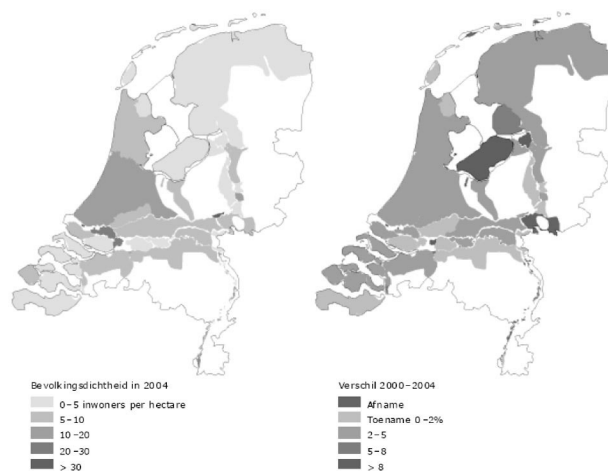 Bevolkingsdichtheid in 2004
0–5 inwoners per hectare
5–10
10–20
20–30
> 30
Verschil 2000–2004
Afname
Toename 0–2%
2–5
5–8
> 8